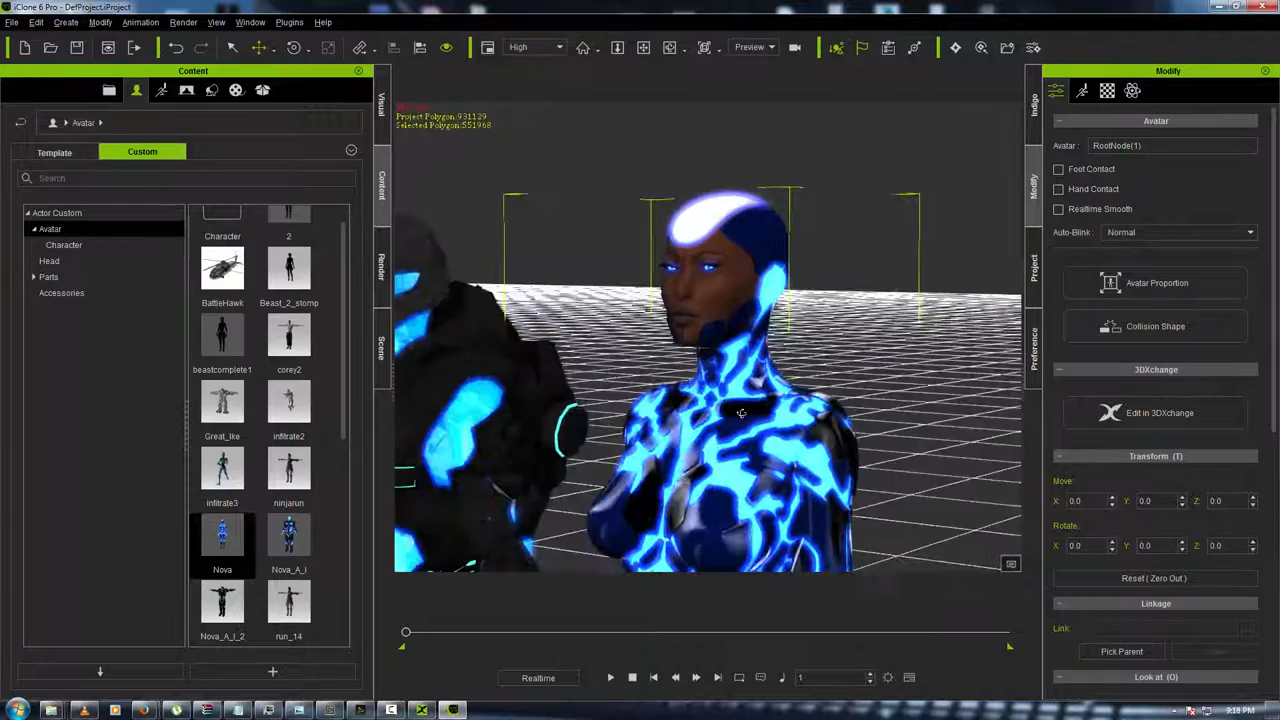 iClone 6 Pro - DefProject.iProject
File Edit Create Modify Animation Render View Window Plugins Help
High
Preview
Content
Avatar
Template Custom
Search
Actor Custom
Avatar
Character
Head
Parts
Accessories
Character 2
BattleHawk Beast_2_stomp
beastcomplete1 corey2
Great_Ike infiltrate2
infiltrate3 ninjarun
Nova Nova_A_I
Nova_A_I_2 run_14
Visual
Content
Render
Scene
Project Polygon:931129
Selected Polygon:551968
Realtime
1
Indigo
Modify
Project
Preference
Modify
Avatar
Avatar : RootNode(1)
Foot Contact
Hand Contact
Realtime Smooth
Auto-Blink : Normal
Avatar Proportion
Collision Shape
3DXchange
Edit in 3DXchange
Transform (T)
Move:
X: 0.0 Y: 0.0 Z: 0.0
Rotate:
X: 0.0 Y: 0.0 Z: 0.0
Reset ( Zero Out )
Linkage
Link:
Pick Parent
Look at (O)
9:18 PM